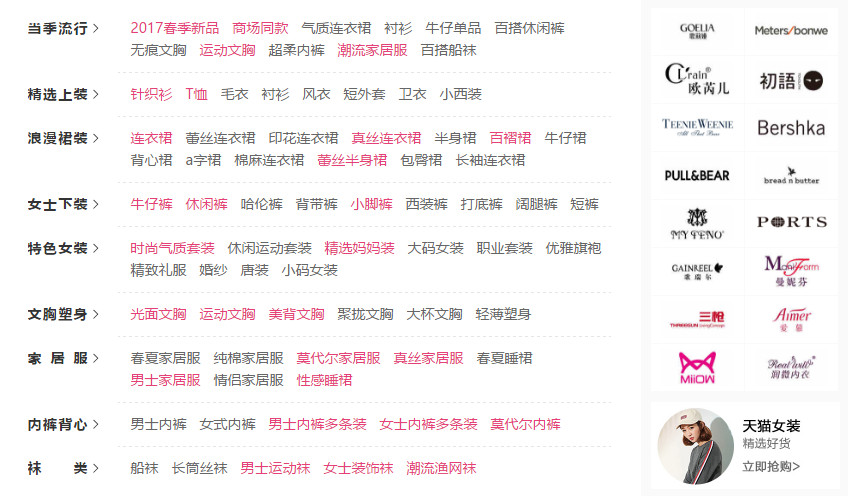 当季流行 > 2017春季新品 商场同款 气质连衣裙 衬衫 牛仔单品 百搭休闲裤
无痕文胸 运动文胸 超柔内裤 潮流家居服 百搭船袜
精选上装 > 针织衫 T恤 毛衣 衬衫 风衣 短外套 卫衣 小西装
浪漫裙装 > 连衣裙 蕾丝连衣裙 印花连衣裙 真丝连衣裙 半身裙 百褶裙 牛仔裙
背心裙 a字裙 棉麻连衣裙 蕾丝半身裙 包臀裙 长袖连衣裙
女士下装 > 牛仔裤 休闲裤 哈伦裤 背带裤 小脚裤 西装裤 打底裤 阔腿裤 短裤
特色女装 > 时尚气质套装 休闲运动套装 精选妈妈装 大码女装 职业套装 优雅旗袍
精致礼服 婚纱 唐装 小码女装
文胸塑身 > 光面文胸 运动文胸 美背文胸 聚拢文胸 大杯文胸 轻薄塑身
家居服 > 春夏家居服 纯棉家居服 莫代尔家居服 真丝家居服 春夏睡裙
男士家居服 情侣家居服 性感睡裙
内裤背心 > 男士内裤 女式内裤 男士内裤多条装 女士内裤多条装 莫代尔内裤
袜类 > 船袜 长筒丝袜 男士运动袜 女士装饰袜 潮流渔网袜
GOELIA
歌莉娅
Meters/bonwe
CLrain®
欧芮儿
初語
TEENIE WEENIE
Bershka
PULL&BEAR
bread n butter
MY TENO
PORTS
GAINREEL
歌瑞尔
ManiForm
曼妮芬
三枪
THREEGUN
Aimer
爱慕
MiiOW
润微内衣
天猫女装
精选好货
立即抢购>